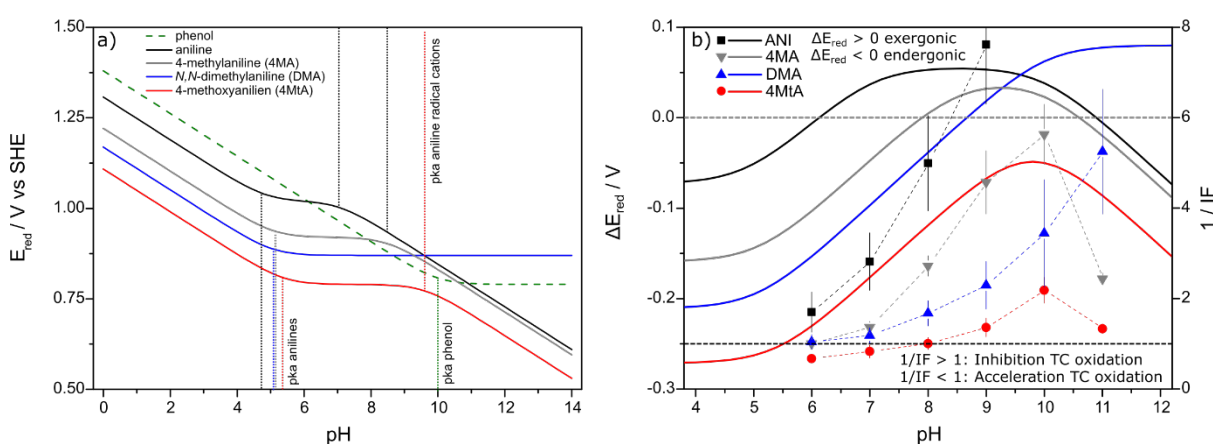 a)
phenol
aniline
4-methylaniline (4MA)
N,N-dimethylaniline (DMA)
4-methoxyanilien (4MtA)
1.50
1.25
1.00
0.75
0.50
E_red / V vs SHE
0 2 4 6 8 10 12 14
pH
pka anilines
pka aniline radical cations
pka phenol
b)
ANI
4MA
DMA
4MtA
ΔE_red > 0 exergonic
ΔE_red < 0 endergonic
0.1
0.0
-0.1
-0.2
-0.3
ΔE_red / V
8
6
4
2
0
1 / IF
1/IF > 1: Inhibition TC oxidation
1/IF < 1: Acceleration TC oxidation
4 5 6 7 8 9 10 11 12
pH